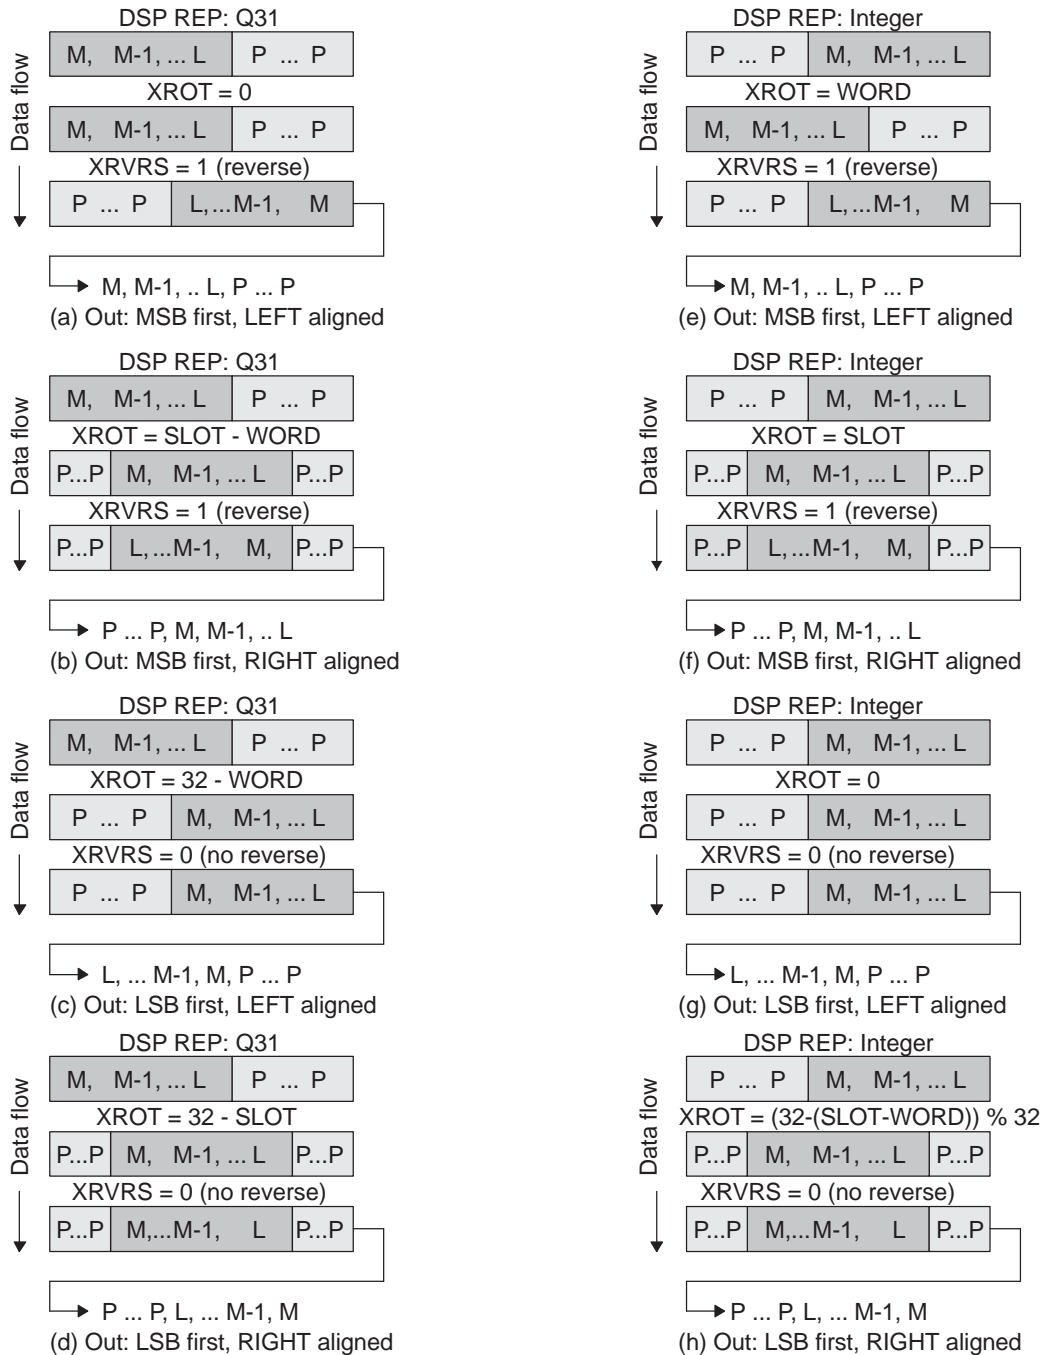 DSP REP: Q31
M, M-1, ... L P ... P
XROT = 0
M, M-1, ... L P ... P
XRVRS = 1 (reverse)
P ... P L,...M-1, M
Data flow
M, M-1, .. L, P ... P
(a) Out: MSB first, LEFT aligned
DSP REP: Q31
M, M-1, ... L P ... P
XROT = SLOT - WORD
P...P M, M-1, ... L P...P
XRVRS = 1 (reverse)
P...P L,...M-1, M, P...P
Data flow
P ... P, M, M-1, .. L
(b) Out: MSB first, RIGHT aligned
DSP REP: Q31
M, M-1, ... L P ... P
XROT = 32 - WORD
P ... P M, M-1, ... L
XRVRS = 0 (no reverse)
P ... P M, M-1, ... L
Data flow
L, ... M-1, M, P ... P
(c) Out: LSB first, LEFT aligned
DSP REP: Q31
M, M-1, ... L P ... P
XROT = 32 - SLOT
P...P M, M-1, ... L P...P
XRVRS = 0 (no reverse)
P...P M,...M-1, L P...P
Data flow
P ... P, L, ... M-1, M
(d) Out: LSB first, RIGHT aligned
DSP REP: Integer
P ... P M, M-1, ... L
XROT = WORD
M, M-1, ... L P ... P
XRVRS = 1 (reverse)
P ... P L,...M-1, M
Data flow
M, M-1, .. L, P ... P
(e) Out: MSB first, LEFT aligned
DSP REP: Integer
P ... P M, M-1, ... L
XROT = SLOT
P...P M, M-1, ... L P...P
XRVRS = 1 (reverse)
P...P L,...M-1, M, P...P
Data flow
P ... P, M, M-1, .. L
(f) Out: MSB first, RIGHT aligned
DSP REP: Integer
P ... P M, M-1, ... L
XROT = 0
P ... P M, M-1, ... L
XRVRS = 0 (no reverse)
P ... P M, M-1, ... L
Data flow
L, ... M-1, M, P ... P
(g) Out: LSB first, LEFT aligned
DSP REP: Integer
P ... P M, M-1, ... L
XROT = (32-(SLOT-WORD)) % 32
P...P M, M-1, ... L P...P
XRVRS = 0 (no reverse)
P...P M,...M-1, L P...P
Data flow
P ... P, L, ... M-1, M
(h) Out: LSB first, RIGHT aligned